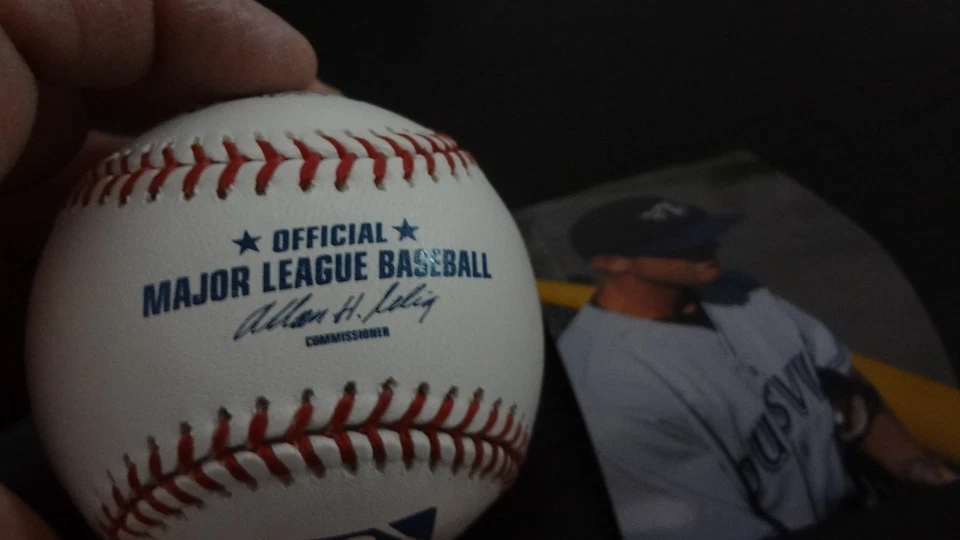 OFFICIAL
MAJOR LEAGUE BASEBALL
Allan H. Selig
COMMISSIONER